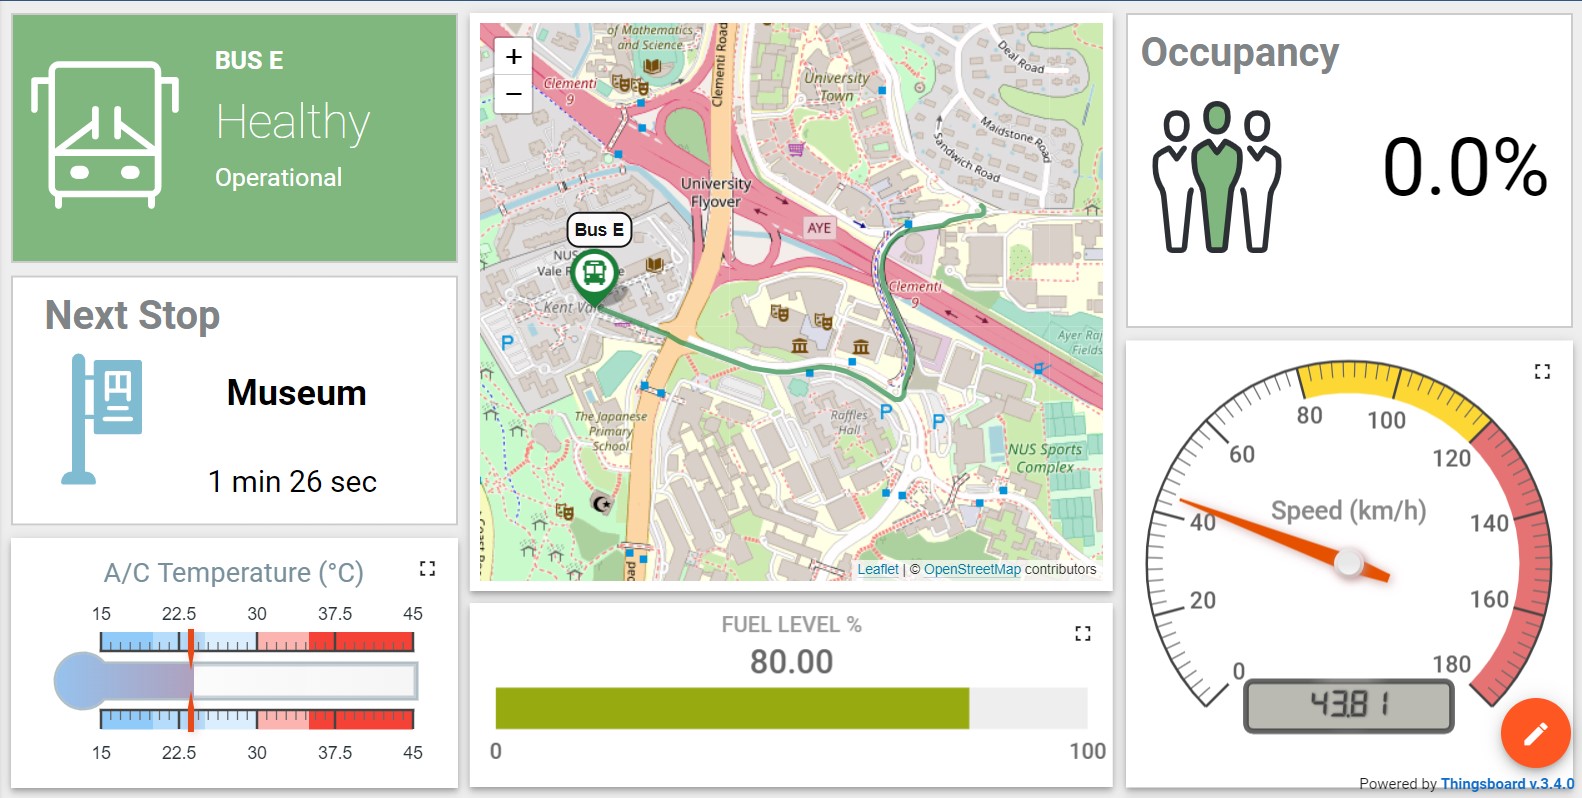 BUS E
Healthy
Operational
Next Stop
Museum
1 min 26 sec
A/C Temperature (°C)
15 22.5 30 37.5 45
15 22.5 30 37.5 45
+
−
of Mathematics
and Science
Clementi
9
Clementi Road
University
Town
Deal Road
Maidstone Road
Sandwich Road
University
Flyover
AYE
Bus E
NUS
Vale
Kent Vale
P
Clementi
9
Ayer Raj
Fields
The Japanese
Primary
School
Raffles
Hall
P
P
NUS Sports
Complex
Leaflet | © OpenStreetMap contributors
FUEL LEVEL %
80.00
0 100
Occupancy
0.0%
Speed (km/h)
0
20
40
60
80
100
120
140
160
180
43.81
Powered by Thingsboard v.3.4.0